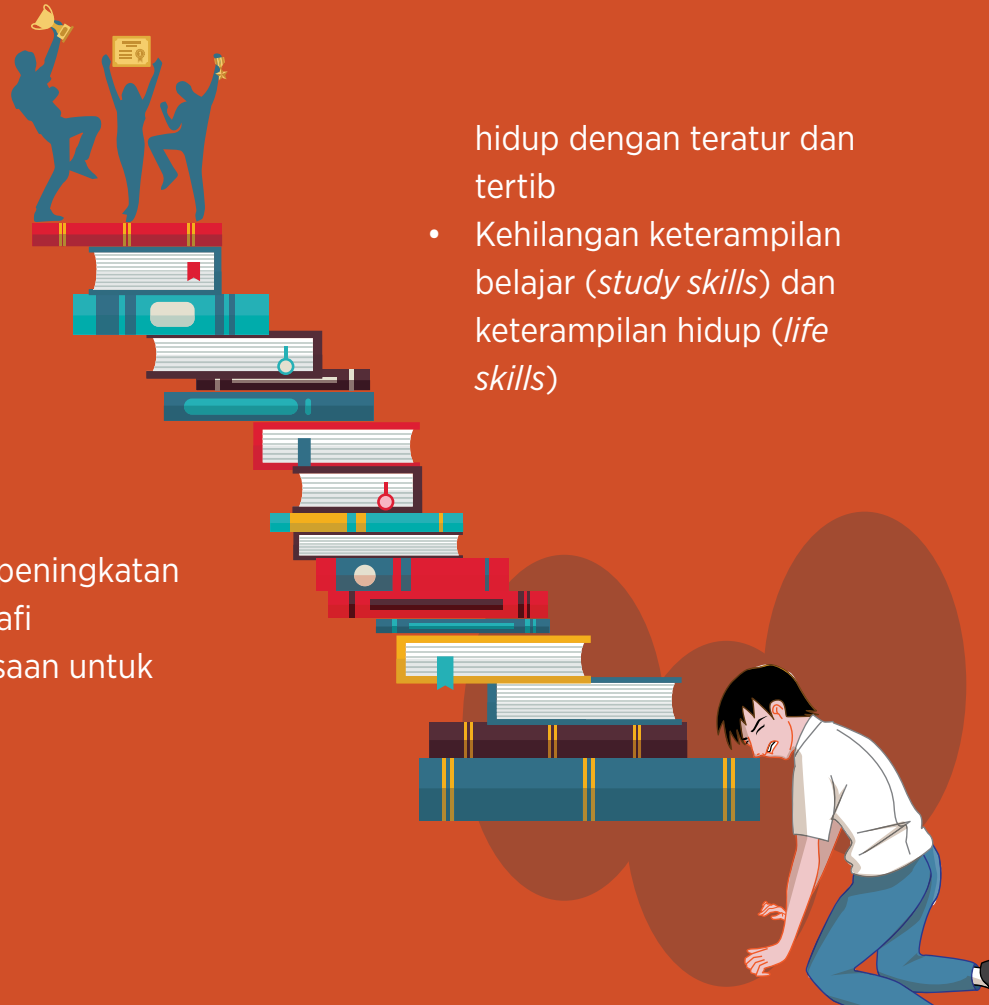 peningkatan
afi
saan untuk
hidup dengan teratur dan
tertib
• Kehilangan keterampilan
belajar (study skills) dan
keterampilan hidup (life
skills)